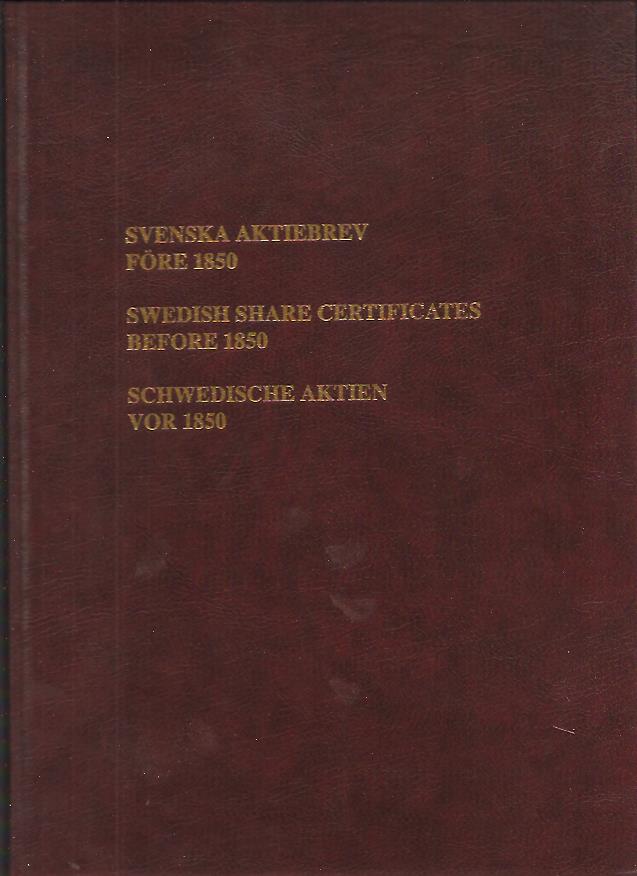 SVENSKA AKTIEBREV
FÖRE 1850
SWEDISH SHARE CERTIFICATES
BEFORE 1850
SCHWEDISCHE AKTIEN
VOR 1850